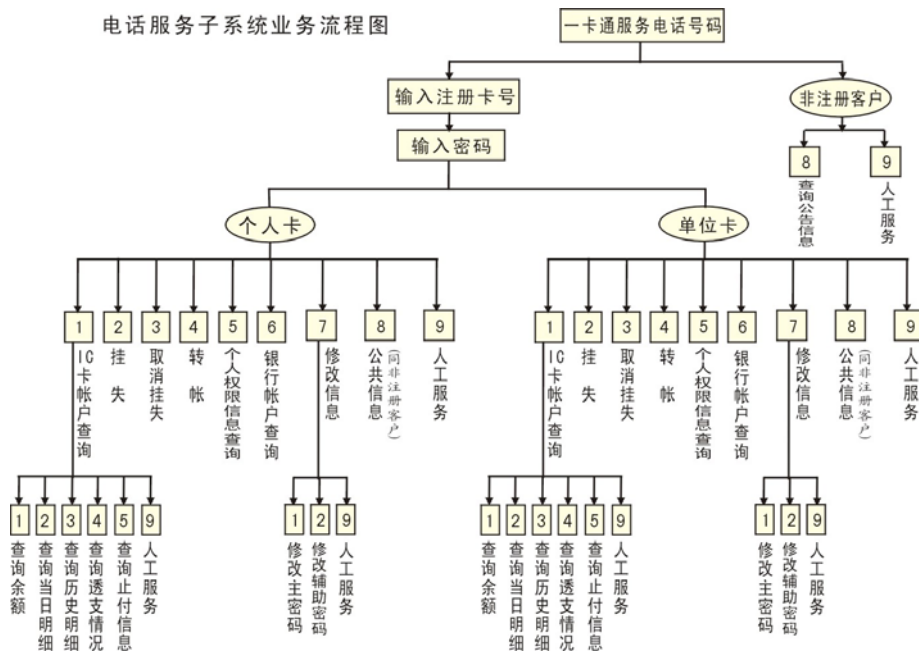 电话服务子系统业务流程图
一卡通服务电话号码
输入注册卡号
非注册客户
输入密码
8
查询公告信息
9
人工服务
个人卡
单位卡
1
IC卡帐户查询
2
挂失
3
取消挂失
4
转帐
5
个人权限信息查询
6
银行帐户查询
7
修改信息
8
公共信息
(同非注册客户)
9
人工服务
1
IC卡帐户查询
2
挂失
3
取消挂失
4
转帐
5
个人权限信息查询
6
银行帐户查询
7
修改信息
8
公共信息
(同非注册客户)
9
人工服务
1
查询余额
2
查询当日明细
3
查询历史明细
4
查询透支情况
5
查询止付信息
9
人工服务
1
修改主密码
2
修改辅助密码
9
人工服务
1
查询余额
2
查询当日明细
3
查询历史明细
4
查询透支情况
5
查询止付信息
9
人工服务
1
修改主密码
2
修改辅助密码
9
人工服务